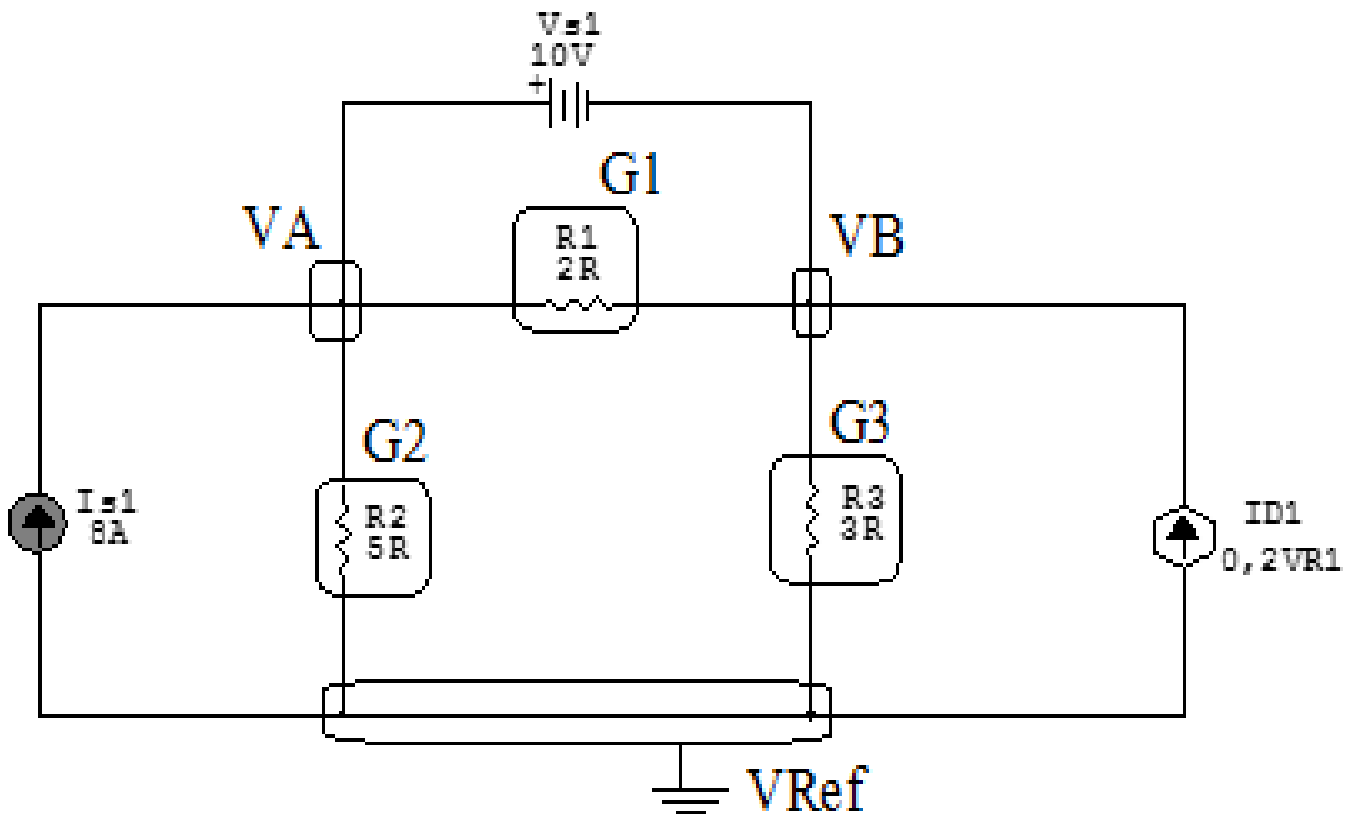 Vs1
10V
+
G1
VA
R1
2R
VB
G2
G3
Is1
8A
R2
5R
R3
3R
ID1
0,2VR1
VRef